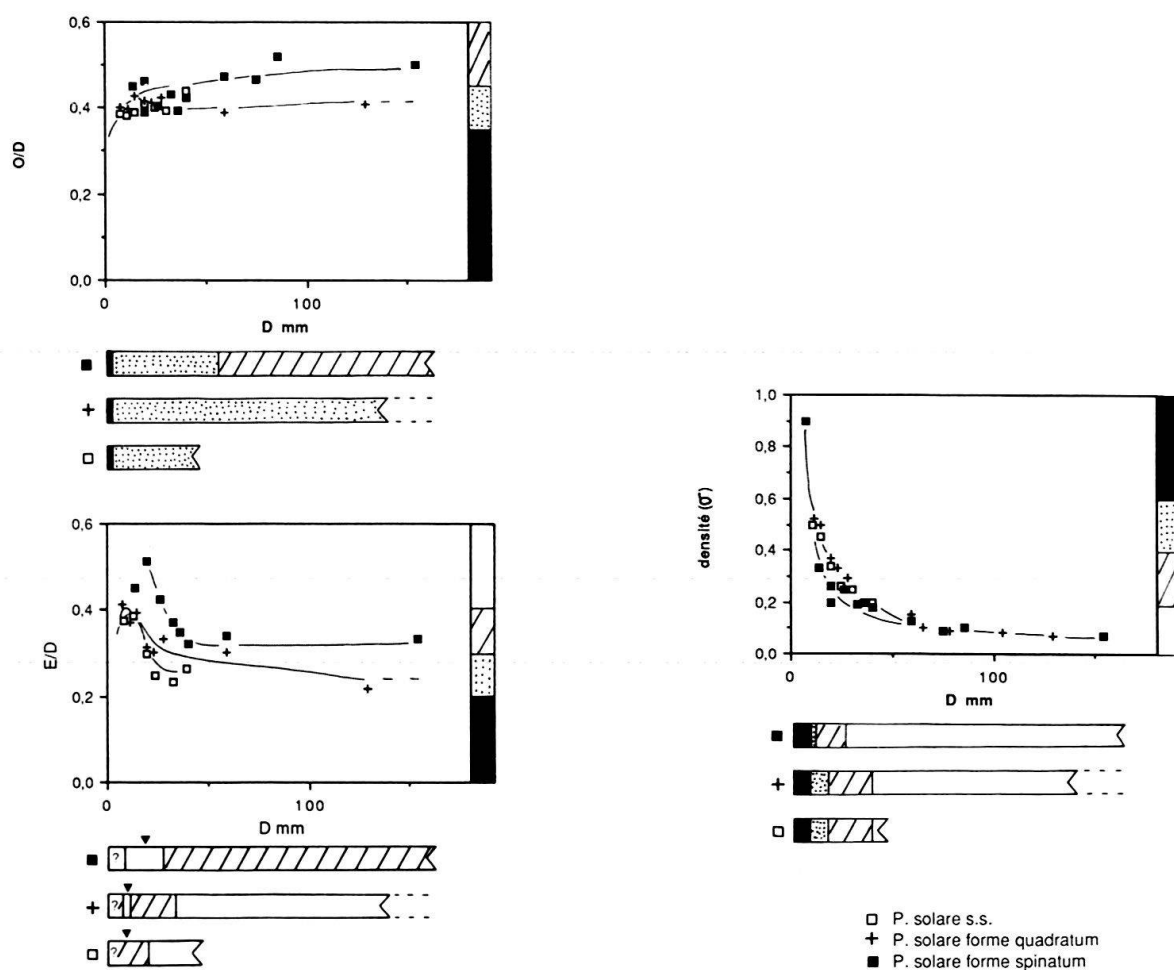 0,6
0,4
O/D
0,2
0,0
0
100
D mm
0,6
0,4
E/D
0,2
0,0
0
100
D mm
?
?
?
1,0
0,8
0,6
densité (0¯)
0,4
0,2
0,0
0
100
D mm
P. solare s.s.
P. solare forme quadratum
P. solare forme spinatum